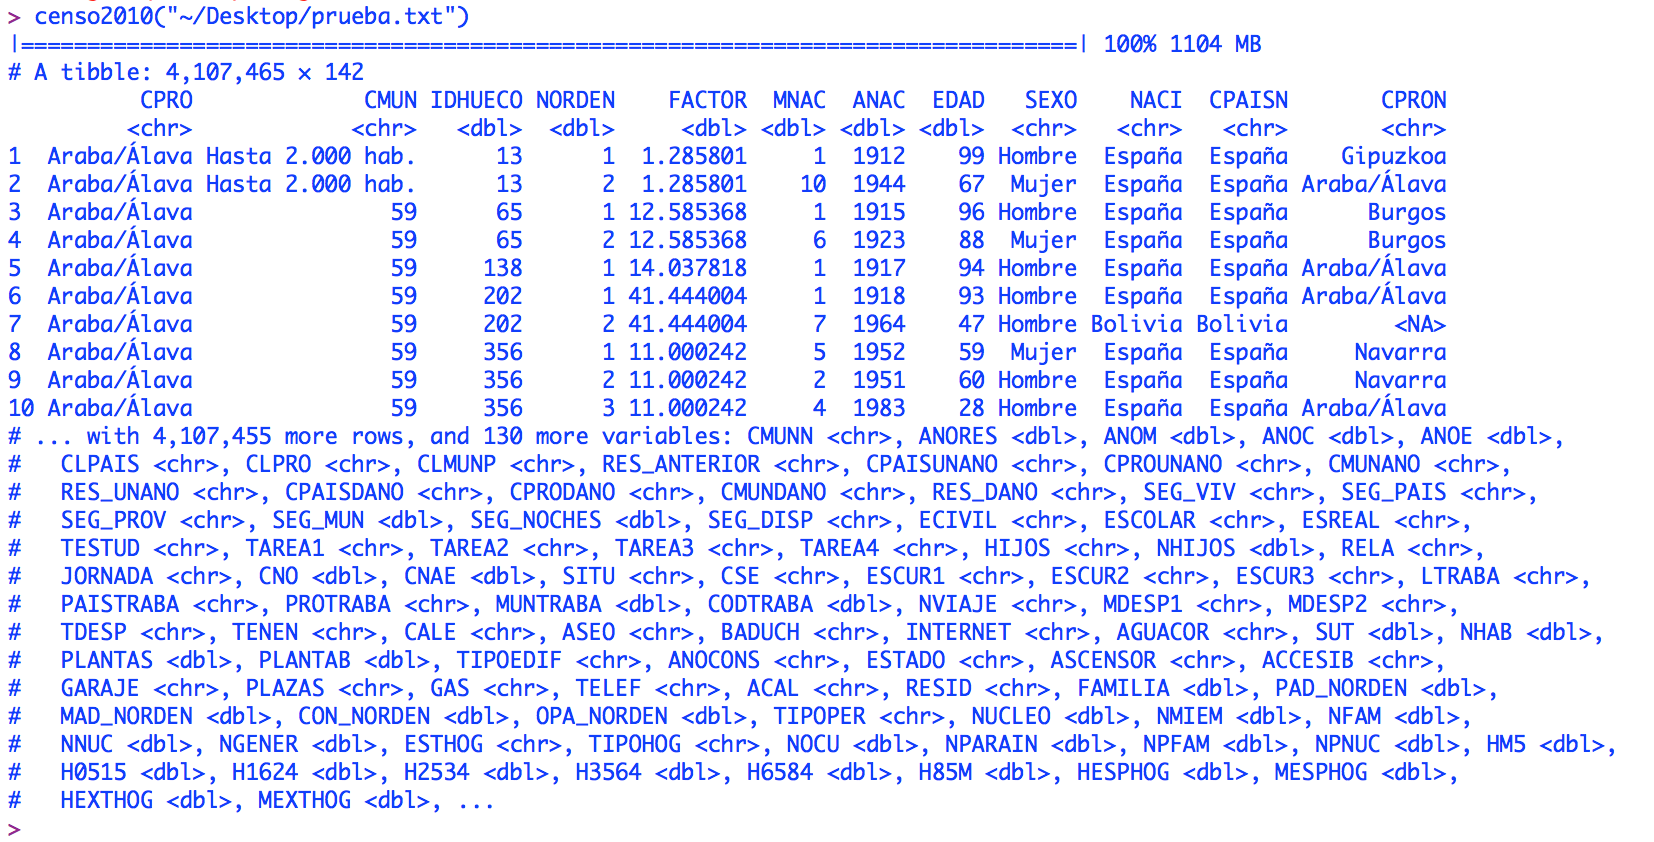 > censo2010("~/Desktop/prueba.txt")
|================================================================================| 100% 1104 MB
# A tibble: 4,107,465 × 142
          CPRO              CMUN IDHUECO NORDEN    FACTOR  MNAC  ANAC  EDAD   SEXO    NACI  CPAISN       CPRON
         <chr>             <chr>   <dbl>  <dbl>     <dbl> <dbl> <dbl> <dbl>  <chr>   <chr>   <chr>       <chr>
1  Araba/Álava Hasta 2.000 hab.      13      1  1.285801     1  1912    99 Hombre  España  España    Gipuzkoa
2  Araba/Álava Hasta 2.000 hab.      13      2  1.285801    10  1944    67  Mujer  España  España Araba/Álava
3  Araba/Álava                59      65      1 12.585368     1  1915    96 Hombre  España  España      Burgos
4  Araba/Álava                59      65      2 12.585368     6  1923    88  Mujer  España  España      Burgos
5  Araba/Álava                59     138      1 14.037818     1  1917    94 Hombre  España  España Araba/Álava
6  Araba/Álava                59     202      1 41.444004     1  1918    93 Hombre  España  España Araba/Álava
7  Araba/Álava                59     202      2 41.444004     7  1964    47 Hombre Bolivia Bolivia        <NA>
8  Araba/Álava                59     356      1 11.000242     5  1952    59  Mujer  España  España     Navarra
9  Araba/Álava                59     356      2 11.000242     2  1951    60 Hombre  España  España     Navarra
10 Araba/Álava                59     356      3 11.000242     4  1983    28 Hombre  España  España Araba/Álava
# ... with 4,107,455 more rows, and 130 more variables: CMUNN <chr>, ANORES <dbl>, ANOM <dbl>, ANOC <dbl>, ANOE <dbl>,
#   CLPAIS <chr>, CLPRO <chr>, CLMUNP <chr>, RES_ANTERIOR <chr>, CPAISUNANO <chr>, CPROUNANO <chr>, CMUNANO <chr>,
#   RES_UNANO <chr>, CPAISDANO <chr>, CPRODANO <chr>, CMUNDANO <chr>, RES_DANO <chr>, SEG_VIV <chr>, SEG_PAIS <chr>,
#   SEG_PROV <chr>, SEG_MUN <dbl>, SEG_NOCHES <dbl>, SEG_DISP <chr>, ECIVIL <chr>, ESCOLAR <chr>, ESREAL <chr>,
#   TESTUD <chr>, TAREA1 <chr>, TAREA2 <chr>, TAREA3 <chr>, TAREA4 <chr>, HIJOS <chr>, NHIJOS <dbl>, RELA <chr>,
#   JORNADA <chr>, CNO <dbl>, CNAE <dbl>, SITU <chr>, CSE <chr>, ESCUR1 <chr>, ESCUR2 <chr>, ESCUR3 <chr>, LTRABA <chr>,
#   PAISTRABA <chr>, PROTRABA <chr>, MUNTRABA <dbl>, CODTRABA <dbl>, NVIAJE <chr>, MDESP1 <chr>, MDESP2 <chr>,
#   TDESP <chr>, TENEN <chr>, CALE <chr>, ASEO <chr>, BADUCH <chr>, INTERNET <chr>, AGUACOR <chr>, SUT <dbl>, NHAB <dbl>,
#   PLANTAS <dbl>, PLANTAB <dbl>, TIPOEDIF <chr>, ANOCONS <chr>, ESTADO <chr>, ASCENSOR <chr>, ACCESIB <chr>,
#   GARAJE <chr>, PLAZAS <chr>, GAS <chr>, TELEF <chr>, ACAL <chr>, RESID <chr>, FAMILIA <dbl>, PAD_NORDEN <dbl>,
#   MAD_NORDEN <dbl>, CON_NORDEN <dbl>, OPA_NORDEN <dbl>, TIPOPER <chr>, NUCLEO <dbl>, NMIEM <dbl>, NFAM <dbl>,
#   NNUC <dbl>, NGENER <dbl>, ESTHOG <chr>, TIPOHOG <chr>, NOCU <dbl>, NPARAIN <dbl>, NPFAM <dbl>, NPNUC <dbl>, HM5 <dbl>,
#   H0515 <dbl>, H1624 <dbl>, H2534 <dbl>, H3564 <dbl>, H6584 <dbl>, H85M <dbl>, HESPHOG <dbl>, MESPHOG <dbl>,
#   HEXTHOG <dbl>, MEXTHOG <dbl>, ...
>